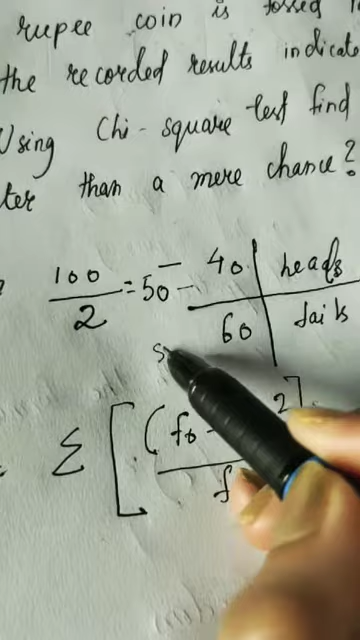 rupee coin is tossed
the recorded results indicate
Using Chi-square test find
than a mere chance?
100/2 = 50 - 40 heads
60 tails
Σ [ (fo - 2]
f